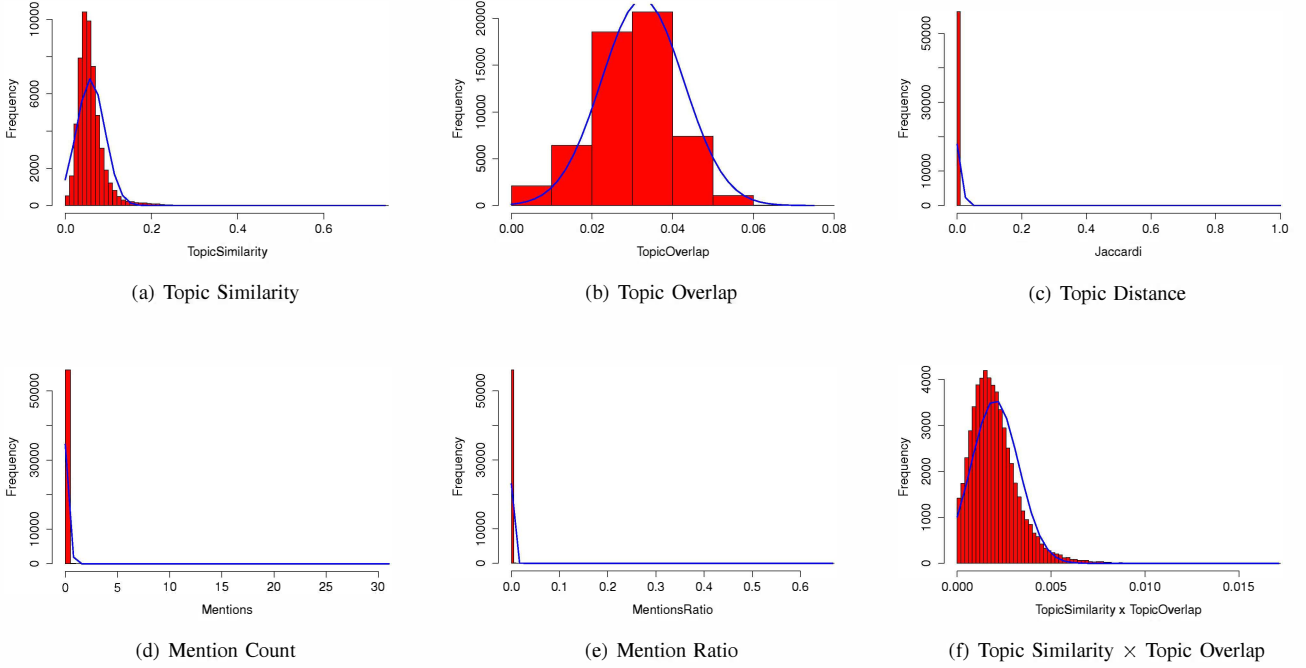 Frequency
0 20000 6000 10000
0.0 0.2 0.4 0.6
TopicSimilarity
(a) Topic Similarity
Frequency
0 5000 10000 15000 20000
0.00 0.02 0.04 0.06 0.08
TopicOverlap
(b) Topic Overlap
Frequency
0 10000 30000 50000
0.0 0.2 0.4 0.6 0.8 1.0
Jaccardi
(c) Topic Distance
Frequency
0 10000 30000 50000
0 5 10 15 20 25 30
Mentions
(d) Mention Count
Frequency
0 10000 30000 50000
0.0 0.1 0.2 0.3 0.4 0.5 0.6
MentionsRatio
(e) Mention Ratio
Frequency
0 1000 2000 3000 4000
0.000 0.005 0.010 0.015
TopicSimilarity x TopicOverlap
(f) Topic Similarity × Topic Overlap